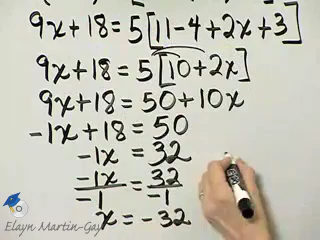 9x+18=5[11-4+2x+3]
9x+18=5[10+2x]
9x+18=50+10x
-1x+18=50
-1x=32
-1x/-1=32/-1
x=-32
Elayn Martin-Gay